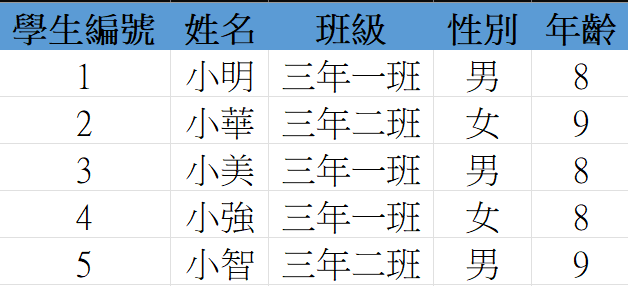 學生編號 姓名 班級 性別 年齡
1 小明 三年一班 男 8
2 小華 三年二班 女 9
3 小美 三年一班 男 8
4 小強 三年一班 女 8
5 小智 三年二班 男 9